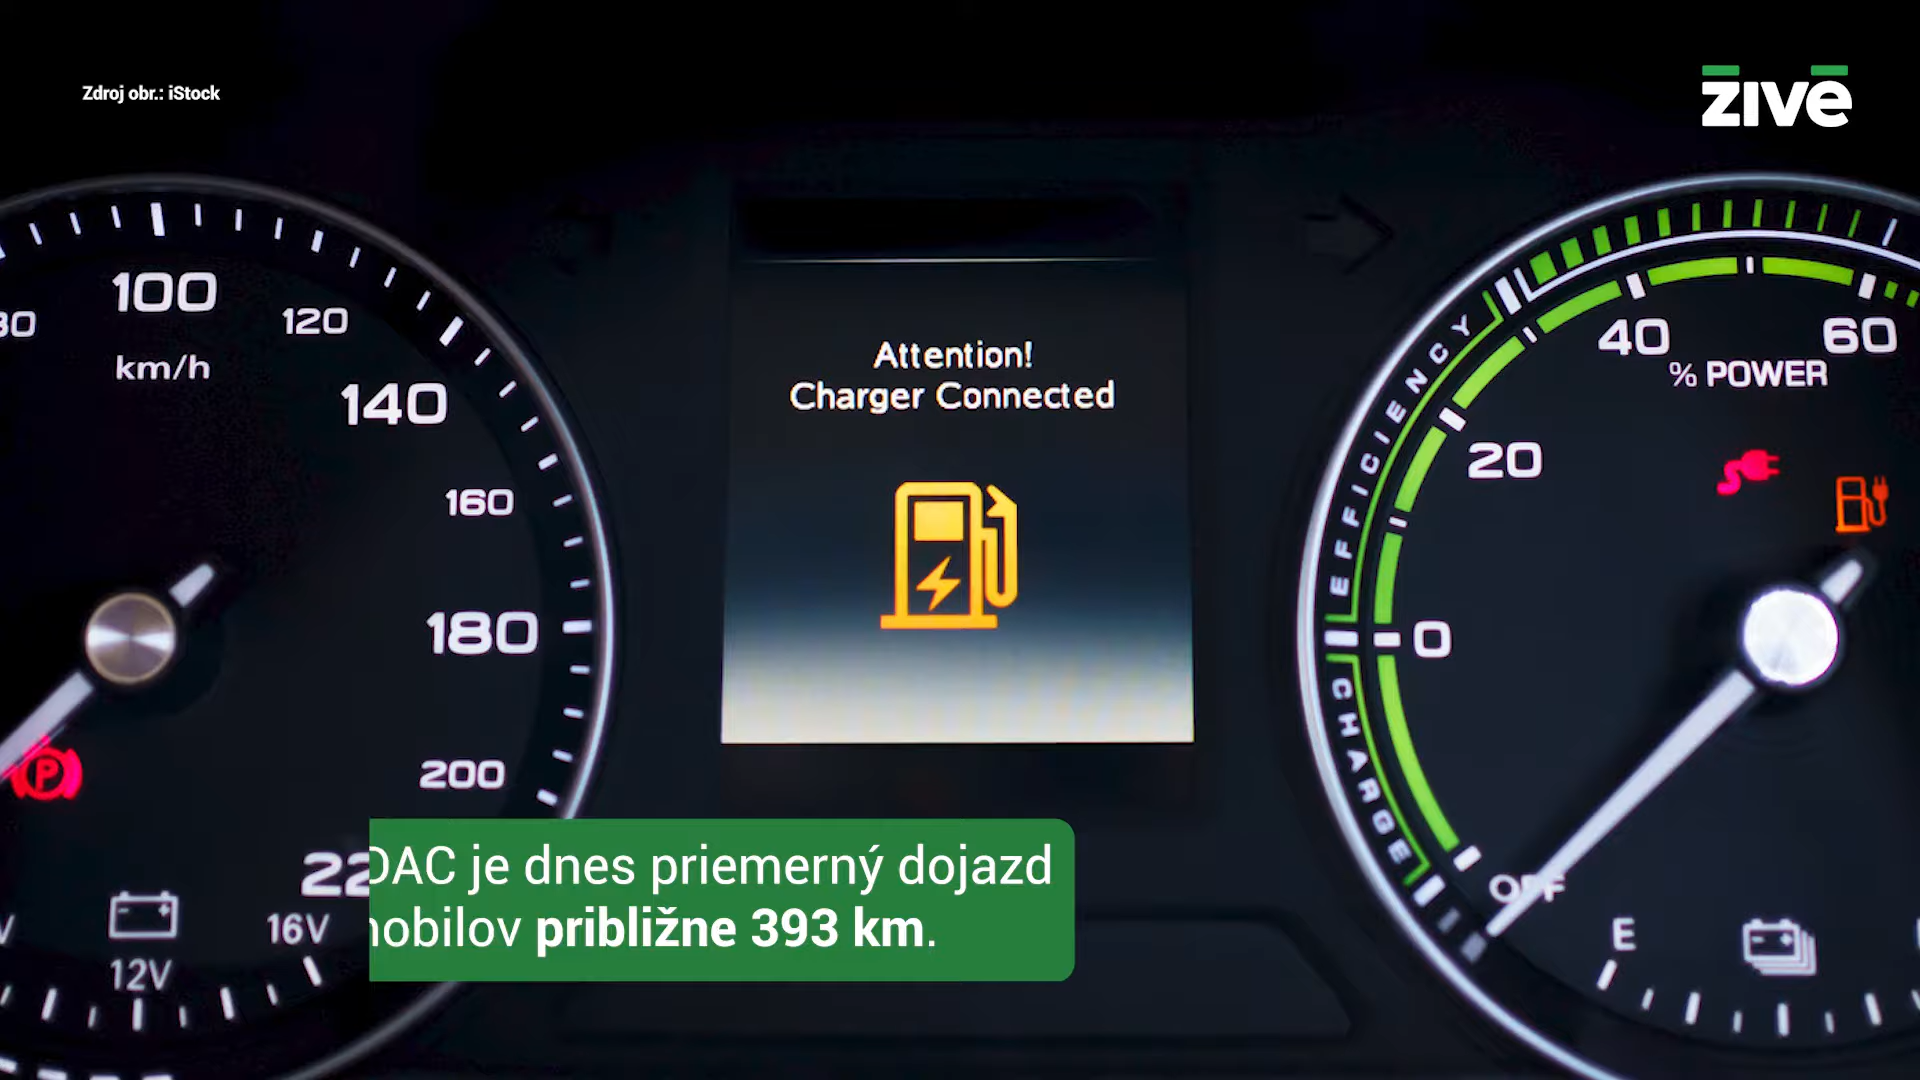 Zdroj obr.: iStock
živé
100
120
km/h
140
160
180
200
16V
12V
Attention!
Charger Connected
EFFICIENCY
CHARGE
0
20
40
60
% POWER
OFF
E
P
DAC je dnes priemerný dojazd
približne 393 km.